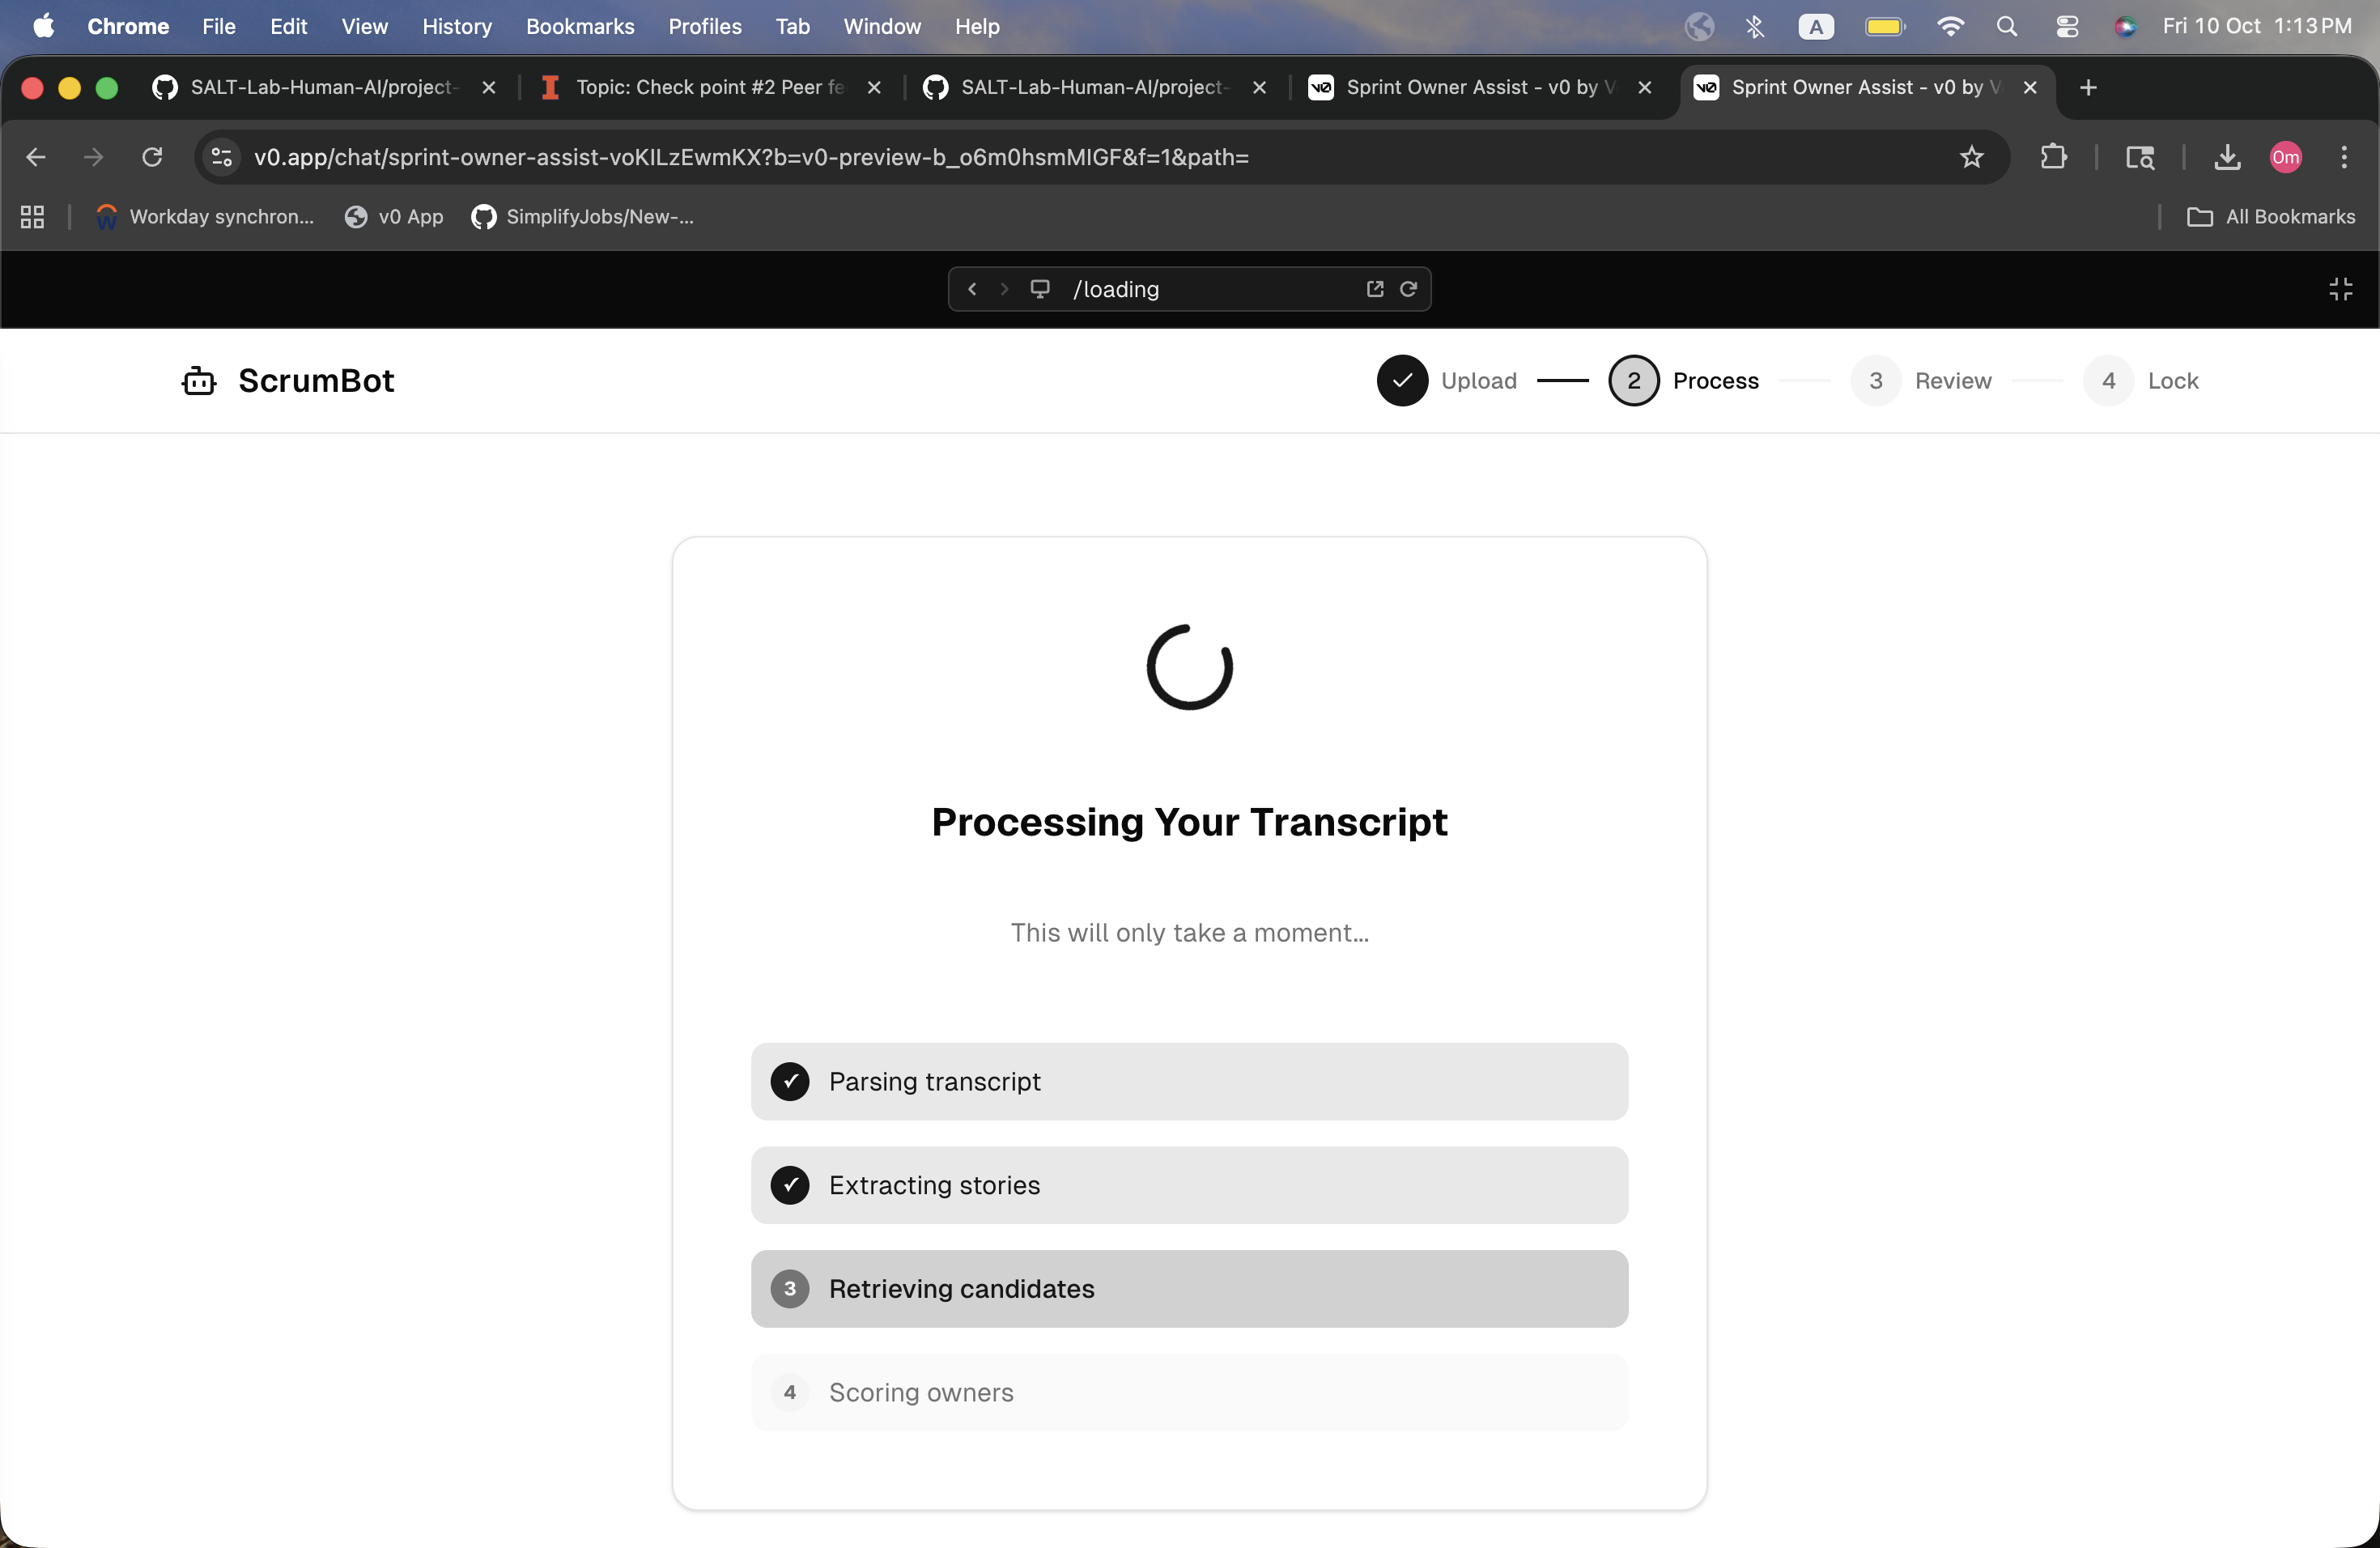 Chrome File Edit View History Bookmarks Profiles Tab Window Help A Fri 10 Oct 1:13 PM
SALT-Lab-Human-AI/project- Topic: Check point #2 Peer fe SALT-Lab-Human-AI/project- Sprint Owner Assist - v0 by V Sprint Owner Assist - v0 by V
v0.app/chat/sprint-owner-assist-voKILzEwmKX?b=v0-preview-b_o6m0hsmMIGF&f=1&path= Om
Workday synchron... v0 App SimplifyJobs/New-... All Bookmarks
/loading
ScrumBot Upload 2 Process 3 Review 4 Lock
Processing Your Transcript
This will only take a moment...
Parsing transcript
Extracting stories
3 Retrieving candidates
4 Scoring owners